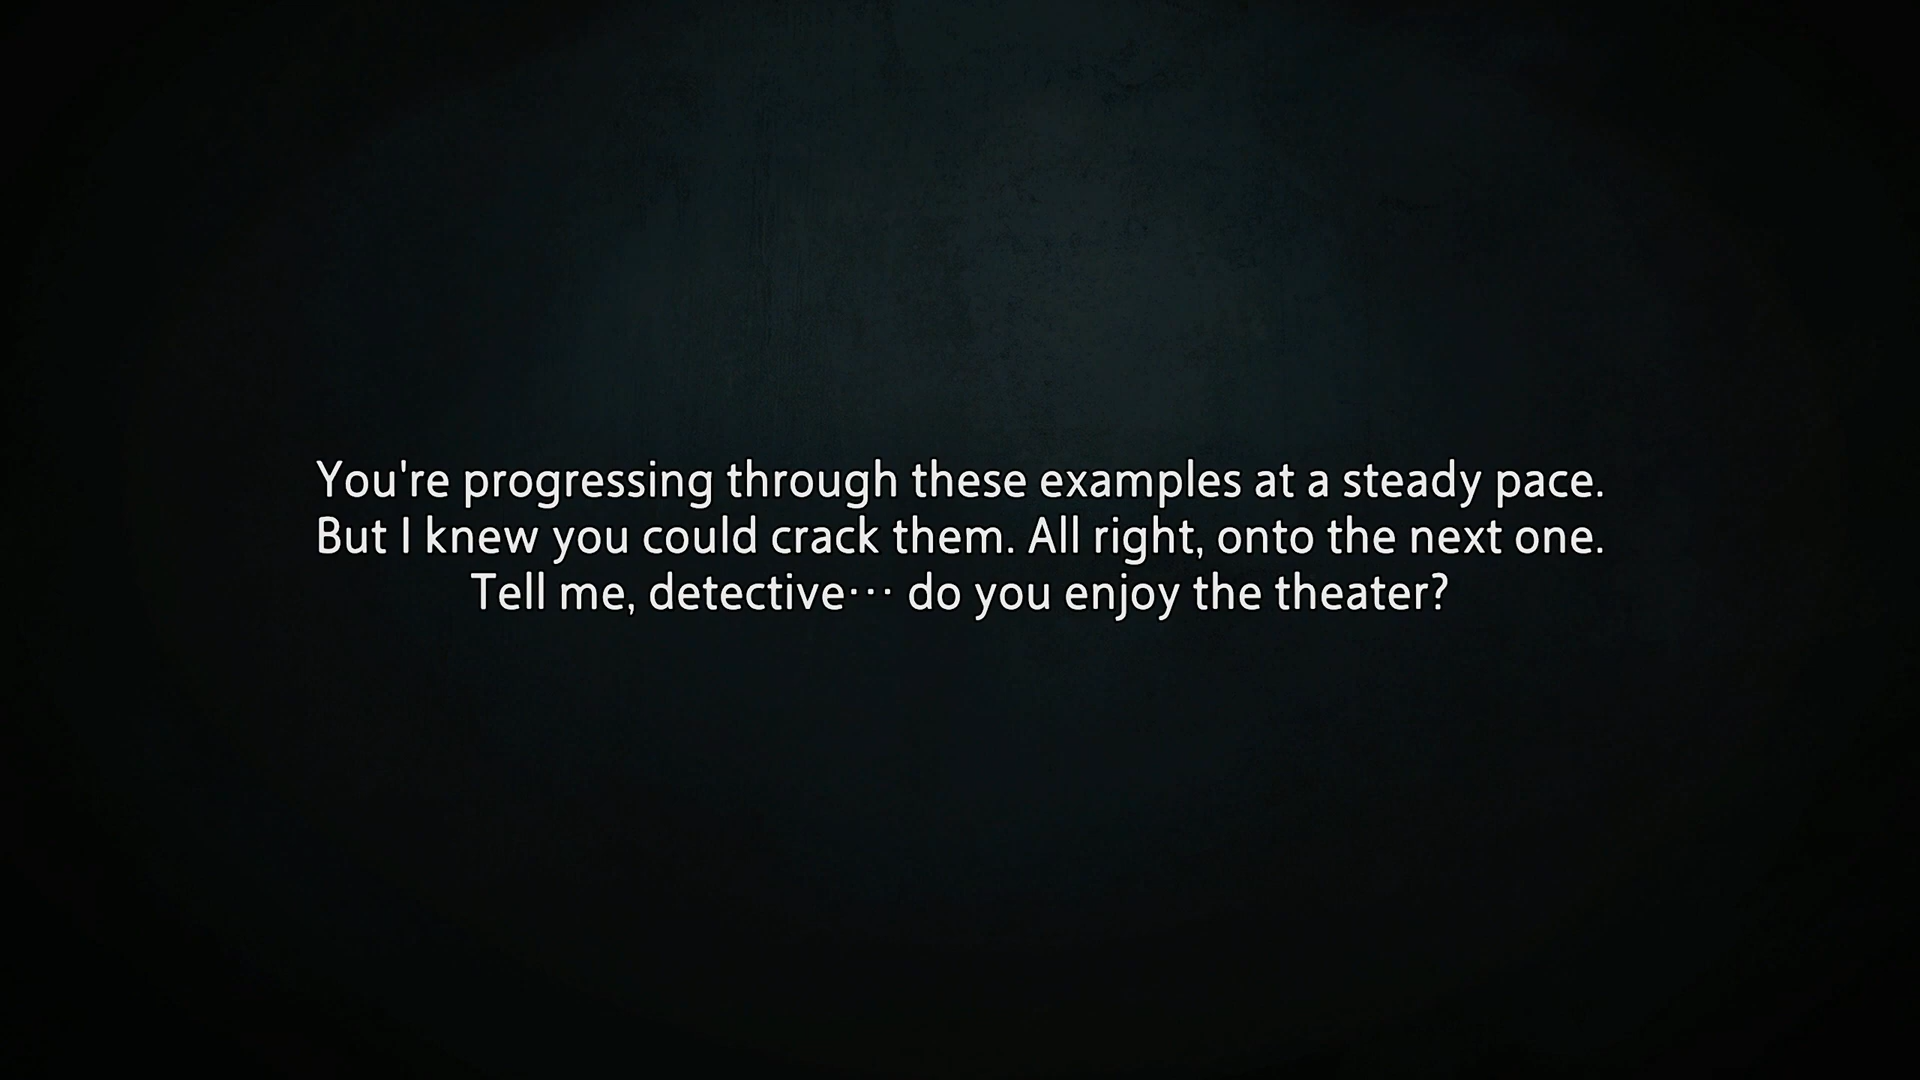 You're progressing through these examples at a steady pace.
But I knew you could crack them. All right, onto the next one.
Tell me, detective··· do you enjoy the theater?